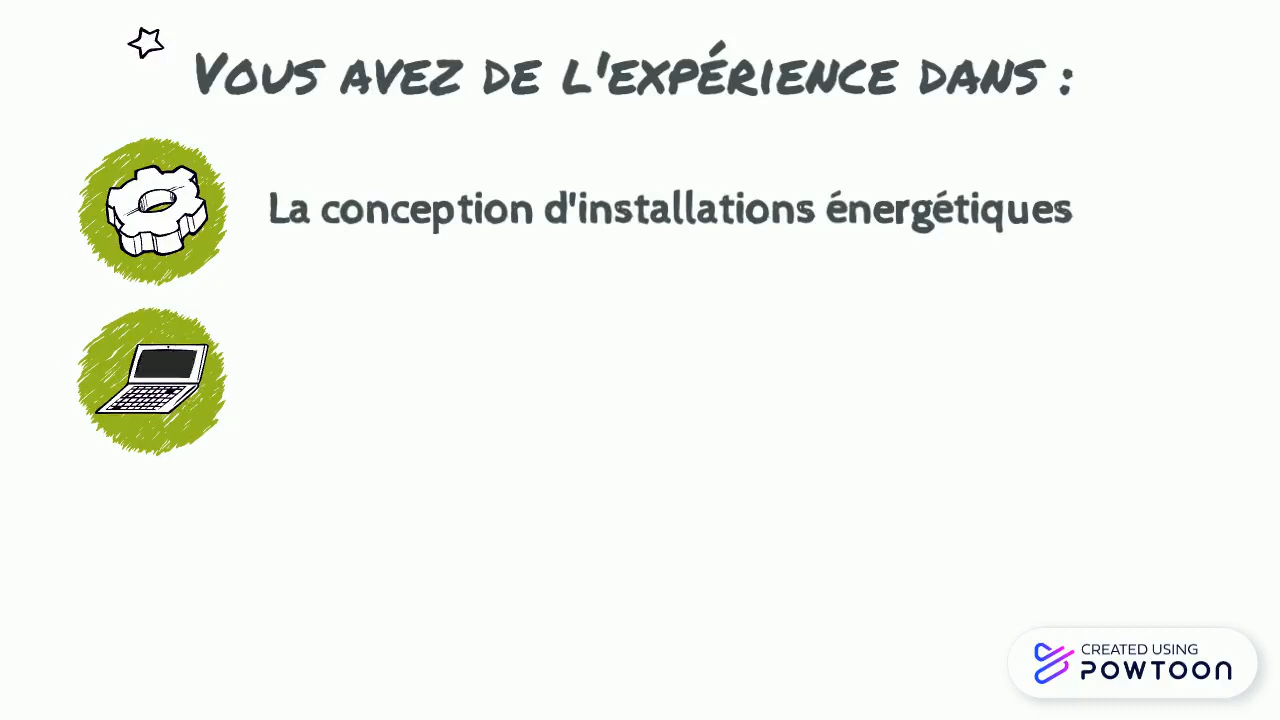 Vous avez de l'expérience dans :
La conception d'installations énergétiques
CREATED USING
POWTOON